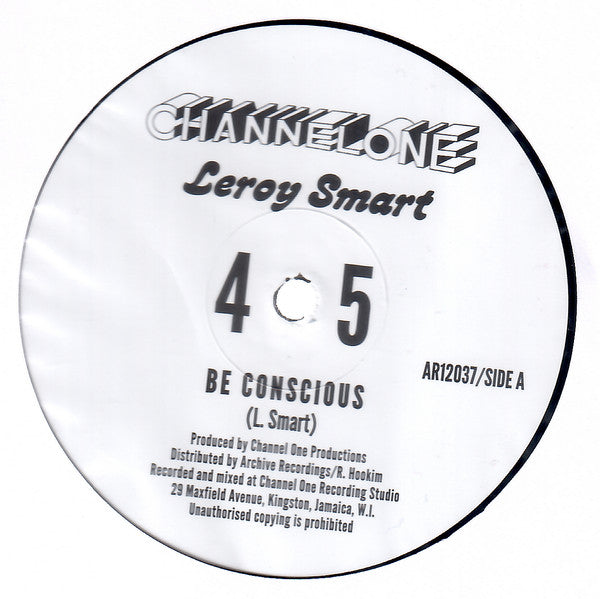 CHANNEL ONE
Leroy Smart
4 5
BE CONSCIOUS
AR12037/SIDE A
(L. Smart)
Produced by Channel One Productions
Distributed by Archive Recordings/R. Hookim
Recorded and mixed at Channel One Recording Studio
29 Maxfield Avenue, Kingston, Jamaica, W.I.
Unauthorised copying is prohibited